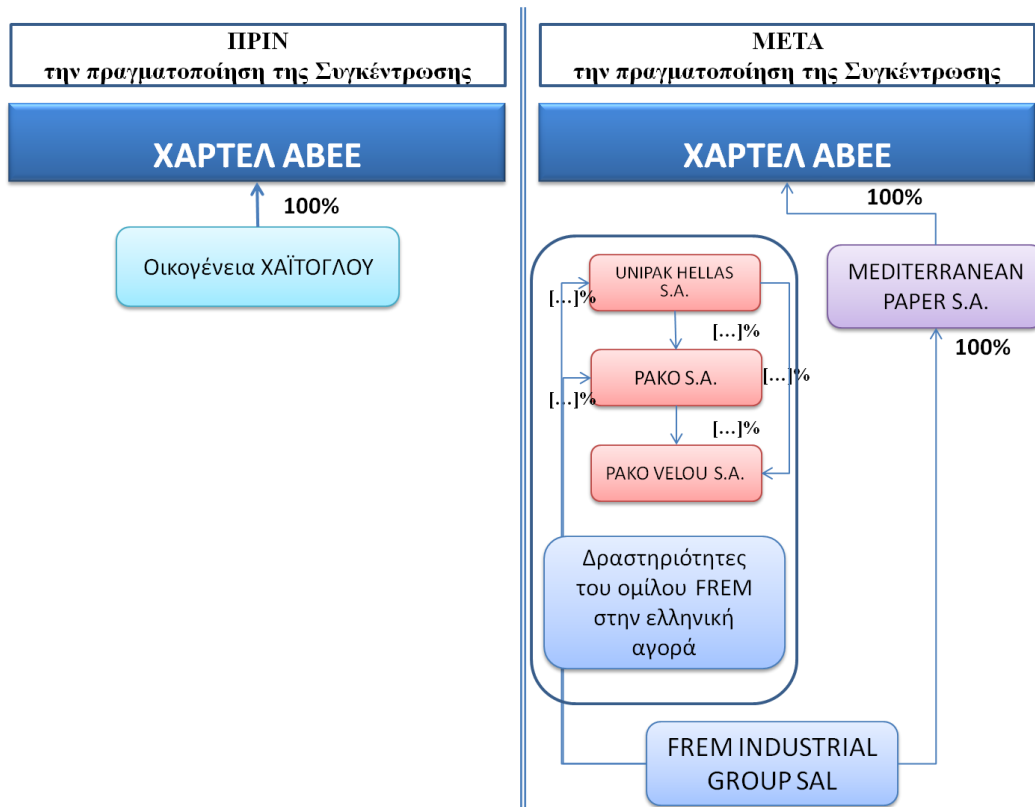 ΠΡΙΝ
την πραγματοποίηση της Συγκέντρωσης
ΧΑΡΤΕΛ ΑΒΕΕ
100%
Οικογένεια ΧΑΪΤΟΓΛΟΥ
ΜΕΤΑ
την πραγματοποίηση της Συγκέντρωσης
ΧΑΡΤΕΛ ΑΒΕΕ
100%
UNIPAK HELLAS
S.A.
[…]%
MEDITERRANEAN
PAPER S.A.
100%
[…]%
PAKO S.A.
[…]%
[…]%
[…]%
PAKO VELOU S.A.
Δραστηριότητες
του ομίλου FREM
στην ελληνική
αγορά
FREM INDUSTRIAL
GROUP SAL